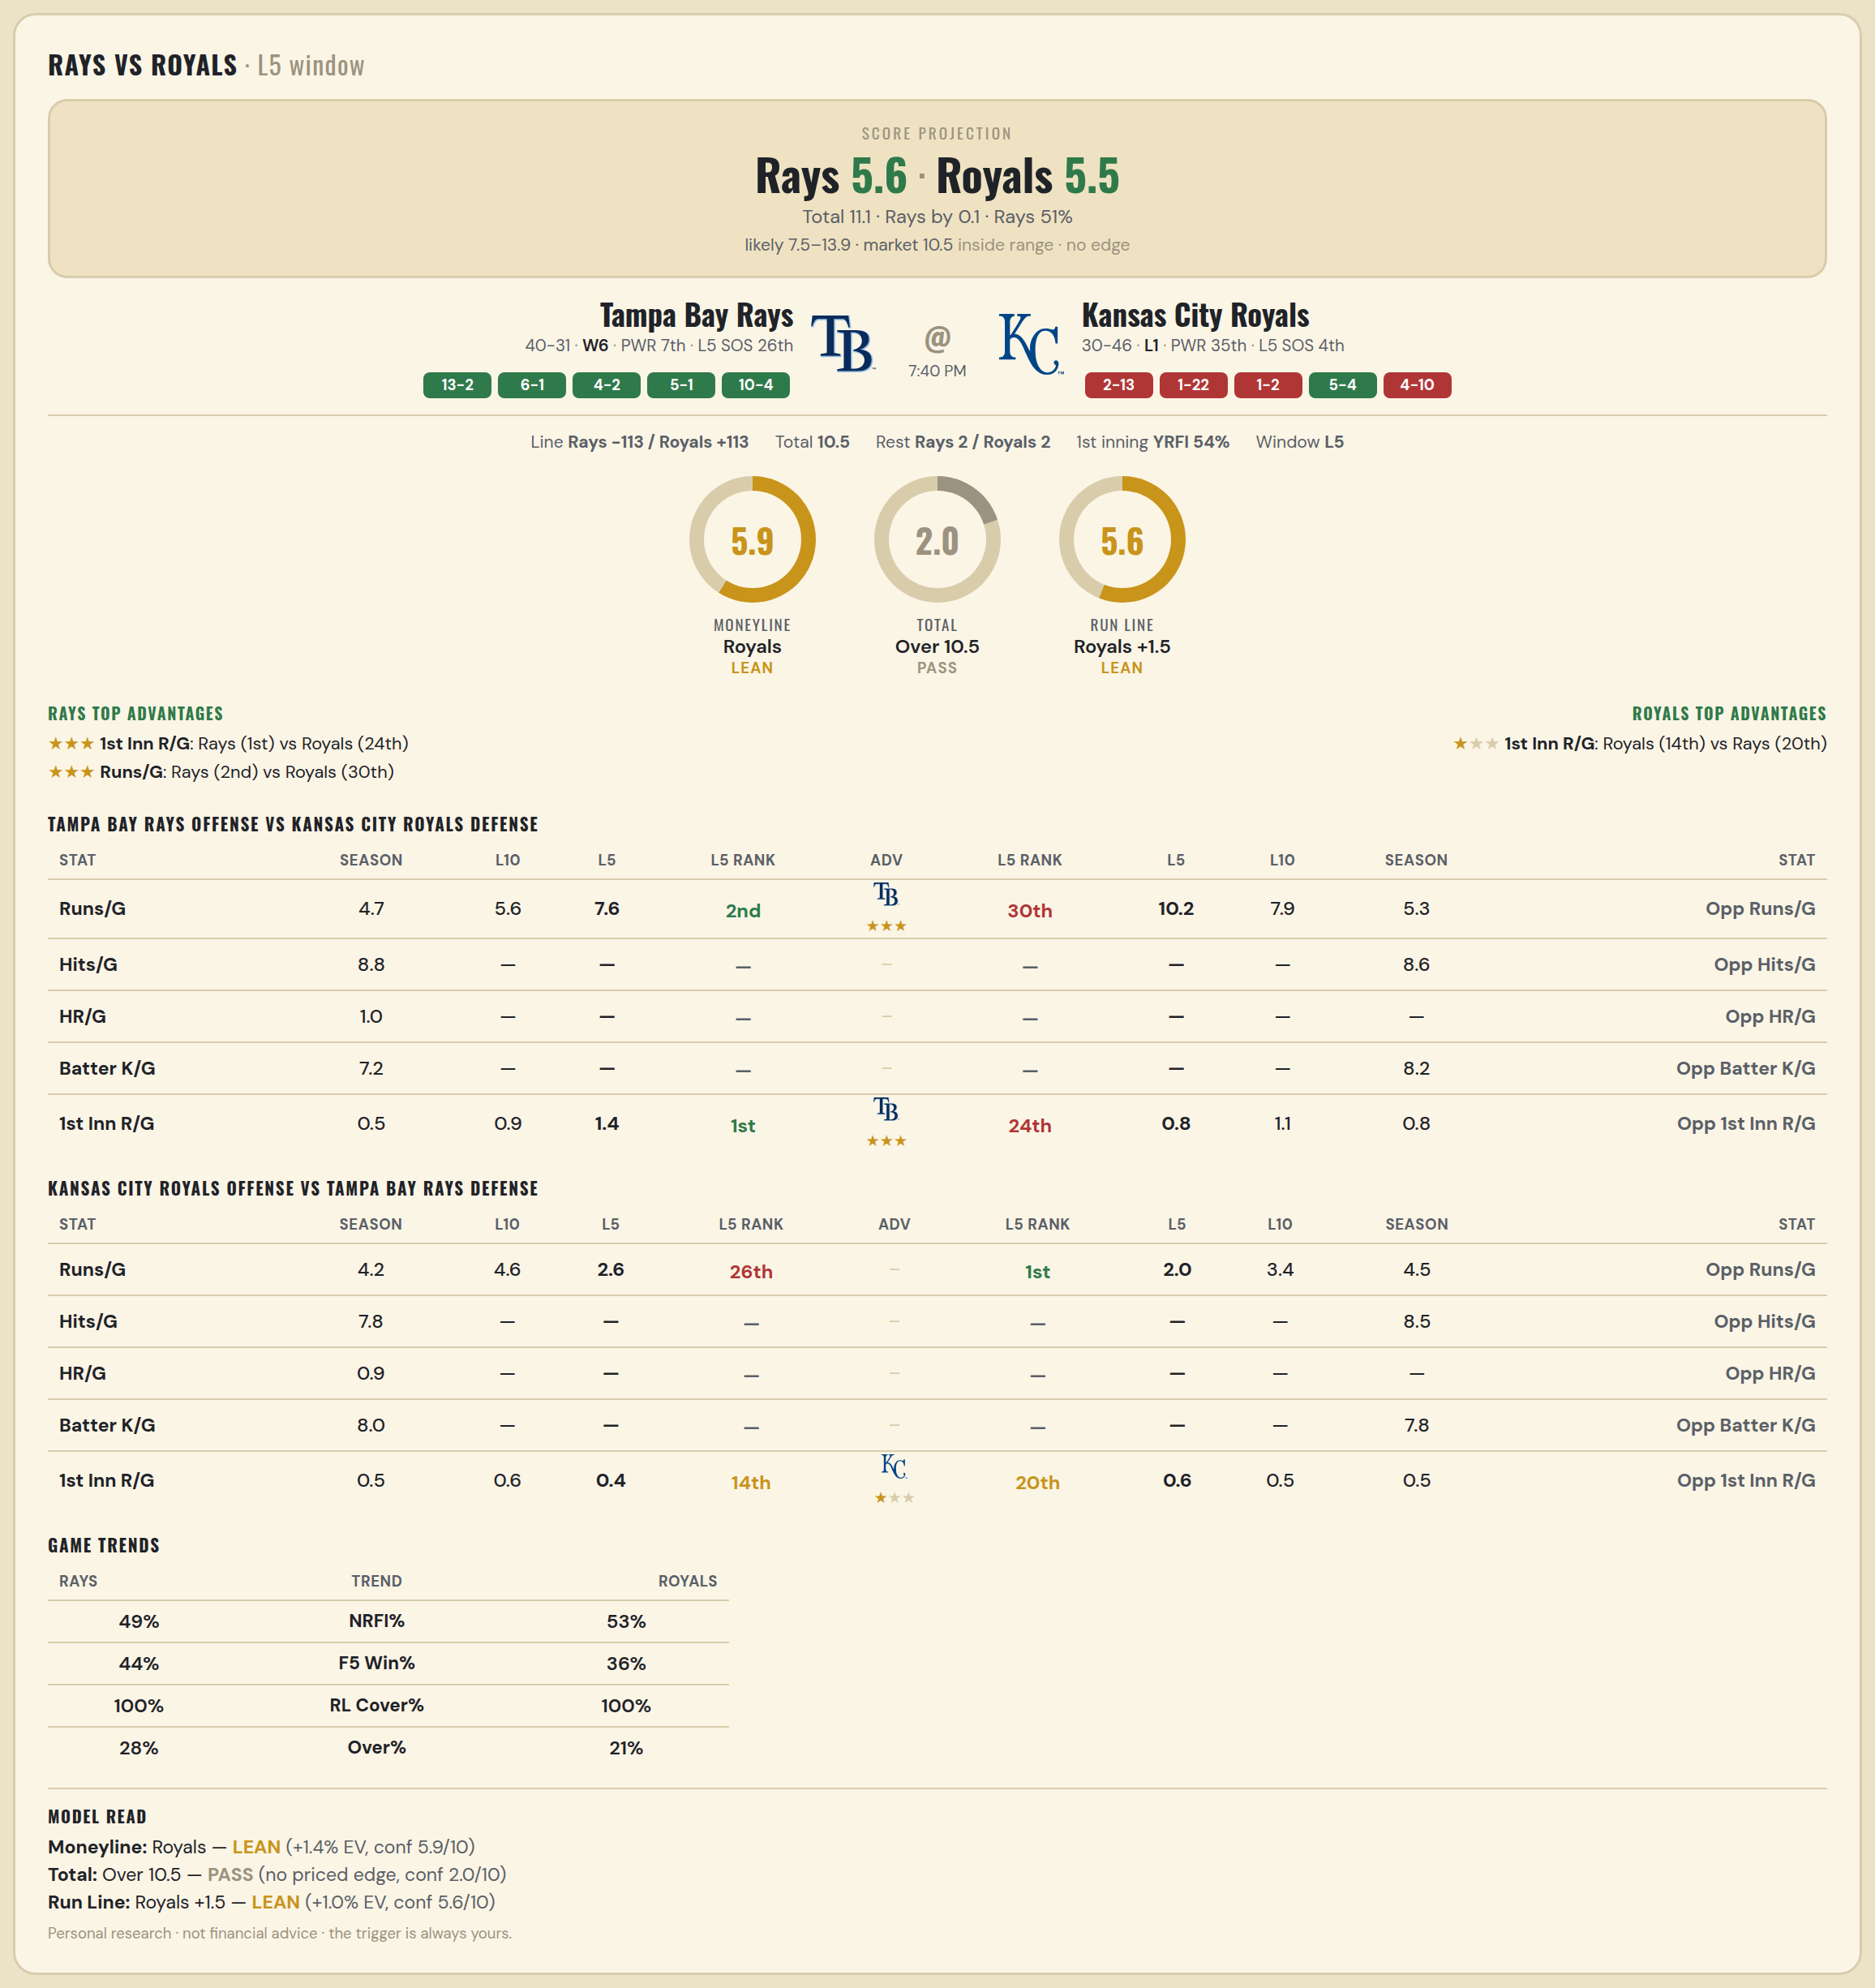 RAYS VS ROYALS · L5 window
SCORE PROJECTION
Rays 5.6 · Royals 5.5
Total 11.1 · Rays by 0.1 · Rays 51%
likely 7.5–13.9 · market 10.5 inside range · no edge
Tampa Bay Rays
40-31 · W6 · PWR 7th · L5 SOS 26th
13-2 6-1 4-2 5-1 10-4
TB
@
7:40 PM
KC
Kansas City Royals
30-46 · L1 · PWR 35th · L5 SOS 4th
2-13 1-22 1-2 5-4 4-10
Line Rays -113 / Royals +113 Total 10.5 Rest Rays 2 / Royals 2 1st inning YRFI 54% Window L5
5.9 2.0 5.6
MONEYLINE TOTAL RUN LINE
Royals Over 10.5 Royals +1.5
LEAN PASS LEAN
RAYS TOP ADVANTAGES
★★★ 1st Inn R/G: Rays (1st) vs Royals (24th)
★★★ Runs/G: Rays (2nd) vs Royals (30th)
ROYALS TOP ADVANTAGES
★★★ 1st Inn R/G: Royals (14th) vs Rays (20th)
TAMPA BAY RAYS OFFENSE VS KANSAS CITY ROYALS DEFENSE
STAT SEASON L10 L5 L5 RANK ADV L5 RANK L5 L10 SEASON STAT
Runs/G 4.7 5.6 7.6 2nd TB ★★★ 30th 10.2 7.9 5.3 Opp Runs/G
Hits/G 8.8 — — — – — — — 8.6 Opp Hits/G
HR/G 1.0 — — — – — — — — Opp HR/G
Batter K/G 7.2 — — — – — — — 8.2 Opp Batter K/G
1st Inn R/G 0.5 0.9 1.4 1st TB ★★★ 24th 0.8 1.1 0.8 Opp 1st Inn R/G
KANSAS CITY ROYALS OFFENSE VS TAMPA BAY RAYS DEFENSE
STAT SEASON L10 L5 L5 RANK ADV L5 RANK L5 L10 SEASON STAT
Runs/G 4.2 4.6 2.6 26th – 1st 2.0 3.4 4.5 Opp Runs/G
Hits/G 7.8 — — — – — — — 8.5 Opp Hits/G
HR/G 0.9 — — — – — — — — Opp HR/G
Batter K/G 8.0 — — — – — — — 7.8 Opp Batter K/G
1st Inn R/G 0.5 0.6 0.4 14th KC ★★★ 20th 0.6 0.5 0.5 Opp 1st Inn R/G
GAME TRENDS
RAYS TREND ROYALS
49% NRFI% 53%
44% F5 Win% 36%
100% RL Cover% 100%
28% Over% 21%
MODEL READ
Moneyline: Royals — LEAN (+1.4% EV, conf 5.9/10)
Total: Over 10.5 — PASS (no priced edge, conf 2.0/10)
Run Line: Royals +1.5 — LEAN (+1.0% EV, conf 5.6/10)
Personal research · not financial advice · the trigger is always yours.